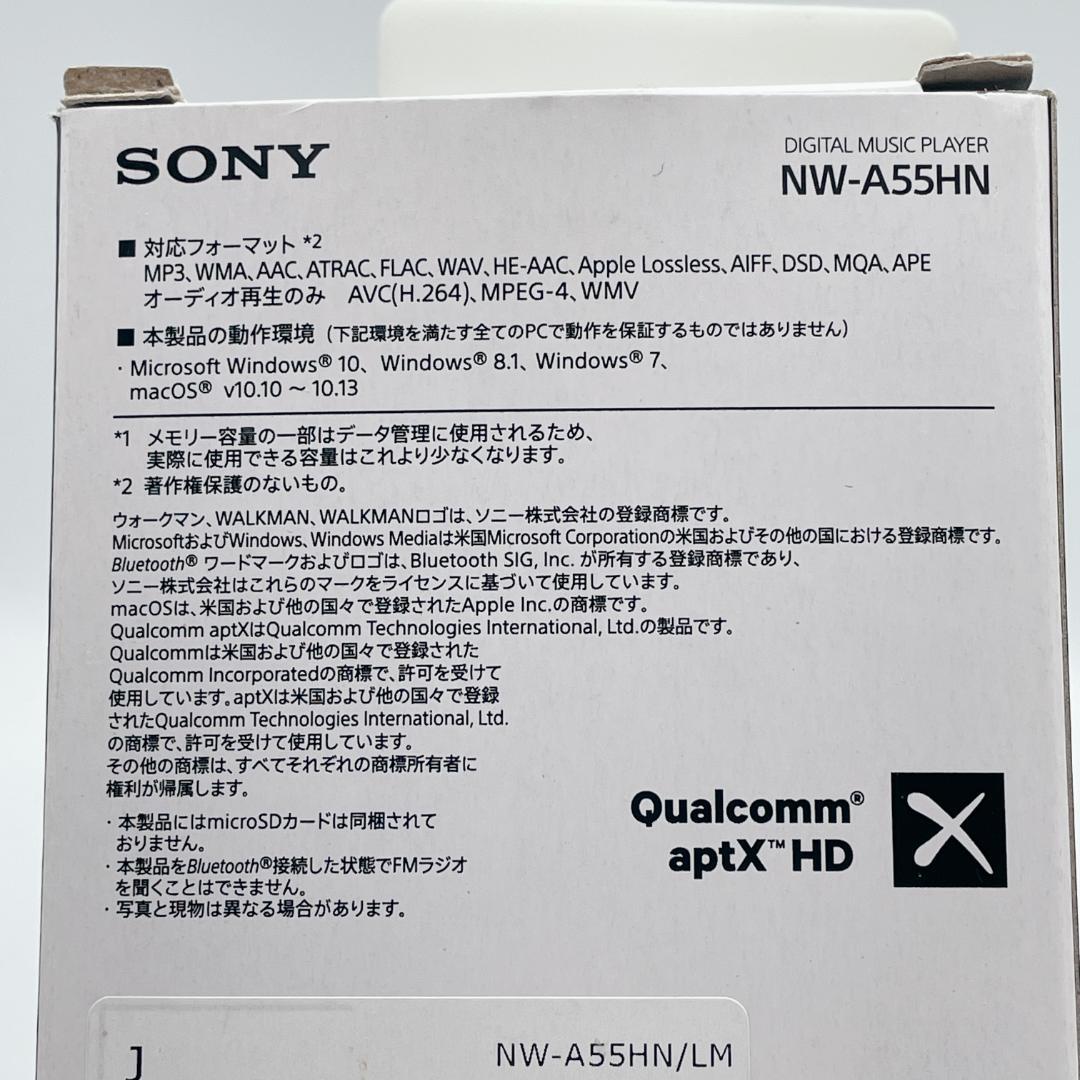 SONY
DIGITAL MUSIC PLAYER
NW-A55HN
■ 対応フォーマット *2
MP3、WMA、AAC、ATRAC、FLAC、WAV、HE-AAC、Apple Lossless、AIFF、DSD、MQA、APE
オーディオ再生のみ AVC(H.264)、MPEG-4、WMV
■ 本製品の動作環境（下記環境を満たす全てのPCで動作を保証するものではありません）
・Microsoft Windows® 10、Windows® 8.1、Windows® 7、
macOS® v10.10 ～ 10.13
*1 メモリー容量の一部はデータ管理に使用されるため、
実際に使用できる容量はこれより少なくなります。
*2 著作権保護のないもの。
ウォークマン、WALKMAN、WALKMANロゴは、ソニー株式会社の登録商標です。
MicrosoftおよびWindows、Windows Mediaは米国Microsoft Corporationの米国およびその他の国における登録商標です。
Bluetooth® ワードマークおよびロゴは、Bluetooth SIG, Inc. が所有する登録商標であり、
ソニー株式会社はこれらのマークをライセンスに基づいて使用しています。
macOSは、米国および他の国々で登録されたApple Inc.の商標です。
Qualcomm aptXはQualcomm Technologies International, Ltd.の製品です。
Qualcommは米国および他の国々で登録された
Qualcomm Incorporatedの商標で、許可を受けて
使用しています。aptXは米国および他の国々で登録
されたQualcomm Technologies International, Ltd.
の商標で、許可を受けて使用しています。
その他の商標は、すべてそれぞれの商標所有者に
権利が帰属します。
・本製品にはmicroSDカードは同梱されて
おりません。
・本製品をBluetooth®接続した状態でFMラジオ
を聞くことはできません。
・写真と現物は異なる場合があります。
Qualcomm®
aptX™ HD
J
NW-A55HN/LM